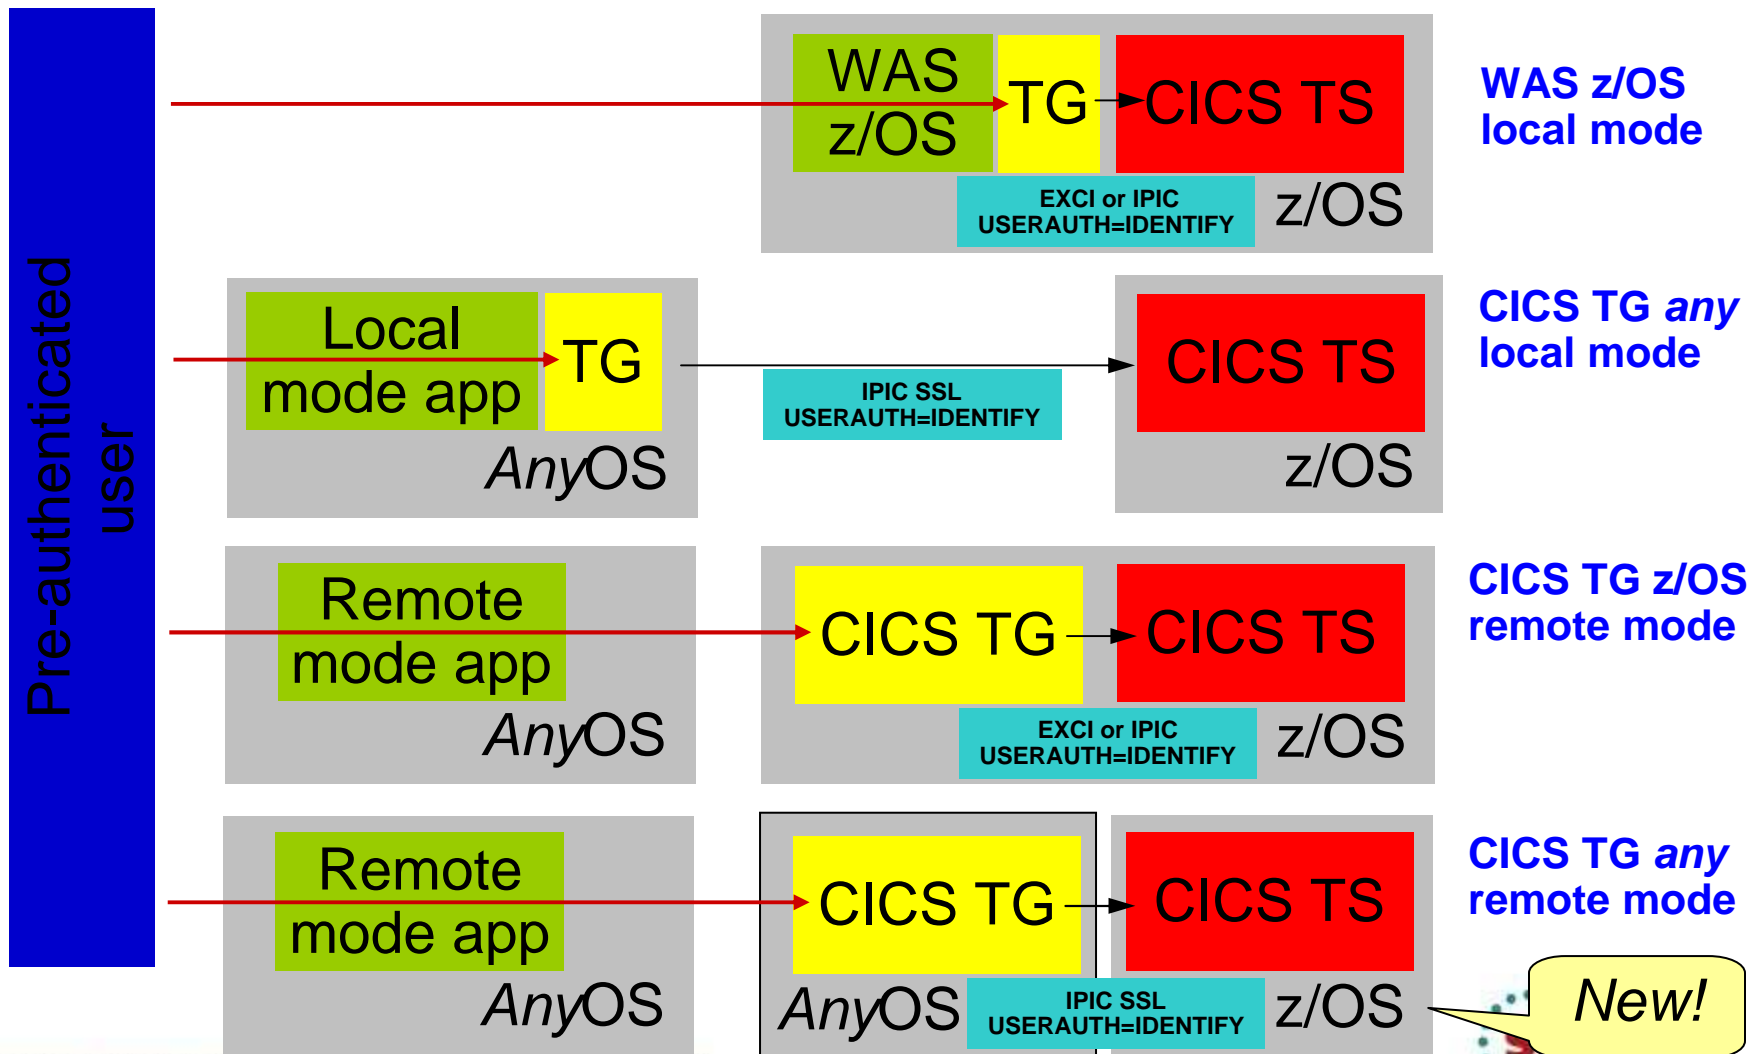 Pre-authenticated
user
WAS
z/OS
TG
CICS TS
EXCI or IPIC
USERAUTH=IDENTIFY
z/OS
WAS z/OS
local mode
Local
mode app
TG
AnyOS
IPIC SSL
USERAUTH=IDENTIFY
CICS TS
z/OS
CICS TG any
local mode
Remote
mode app
AnyOS
CICS TG
CICS TS
EXCI or IPIC
USERAUTH=IDENTIFY
z/OS
CICS TG z/OS
remote mode
Remote
mode app
AnyOS
CICS TG
AnyOS
IPIC SSL
USERAUTH=IDENTIFY
CICS TS
z/OS
CICS TG any
remote mode
New!